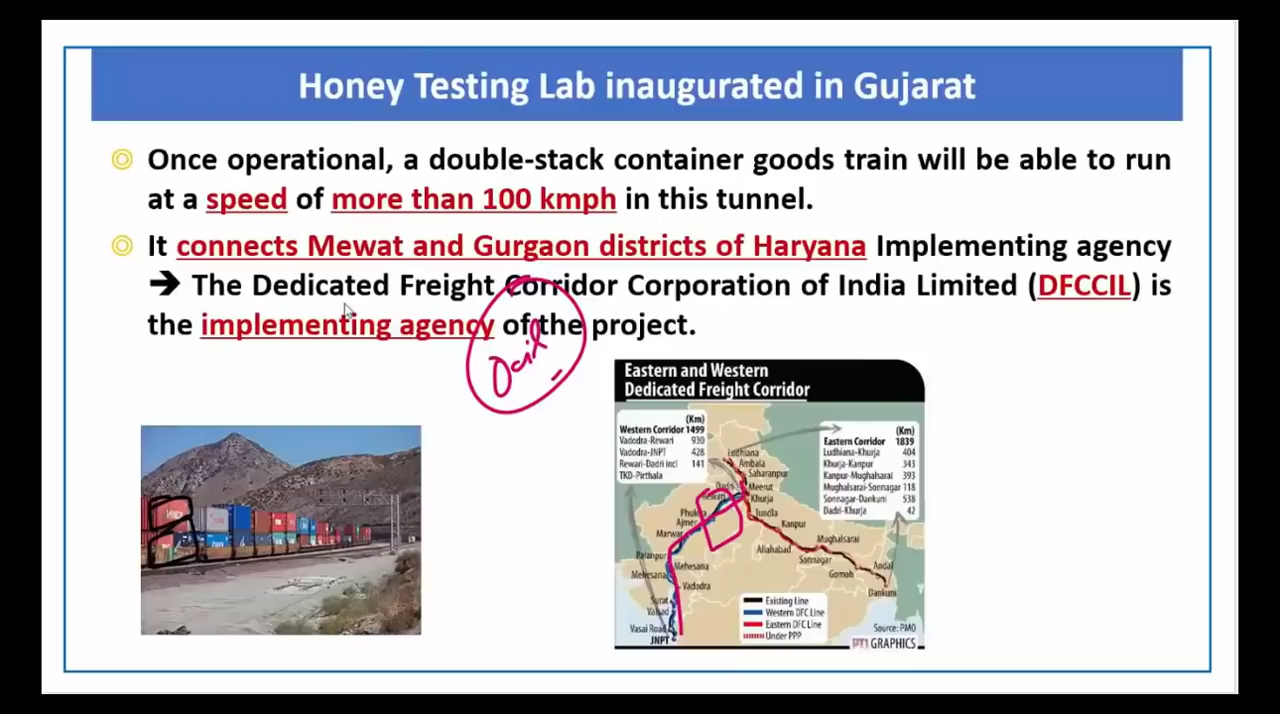 Honey Testing Lab inaugurated in Gujarat
Once operational, a double-stack container goods train will be able to run
at a speed of more than 100 kmph in this tunnel.
It connects Mewat and Gurgaon districts of Haryana Implementing agency
➔ The Dedicated Freight Corridor Corporation of India Limited (DFCCIL) is
the implementing agency of the project.
Eastern and Western
Dedicated Freight Corridor
(Km)
Western Corridor 1499
Vadodra-Rewari 930
Vadodra-JNPT 428
Rewari-Dadri incl 141
TKD-Pirthala
(Km)
Eastern Corridor 1839
Ludhiana-Khurja 404
Khurja-Kanpur 343
Kanpur-Mughalsarai 393
Mughalsarai-Sonnagar 118
Sonnagar-Dankuni 538
Dadri-Khurja 42
Ludhiana
Ambala
Saharanpur
Meerut
Khurja
Tundla
Kanpur
Ajmer
Mughalsarai
Allahabad
Sonnagar
Palanpur
Mehesana
Gomoh
Andal
Vadodra
Dankuni
Surat
Vasai Road
JNPT
Existing Line
Western DFC Line
Eastern DFC Line
Under PPP
Source: PMO
PTI GRAPHICS